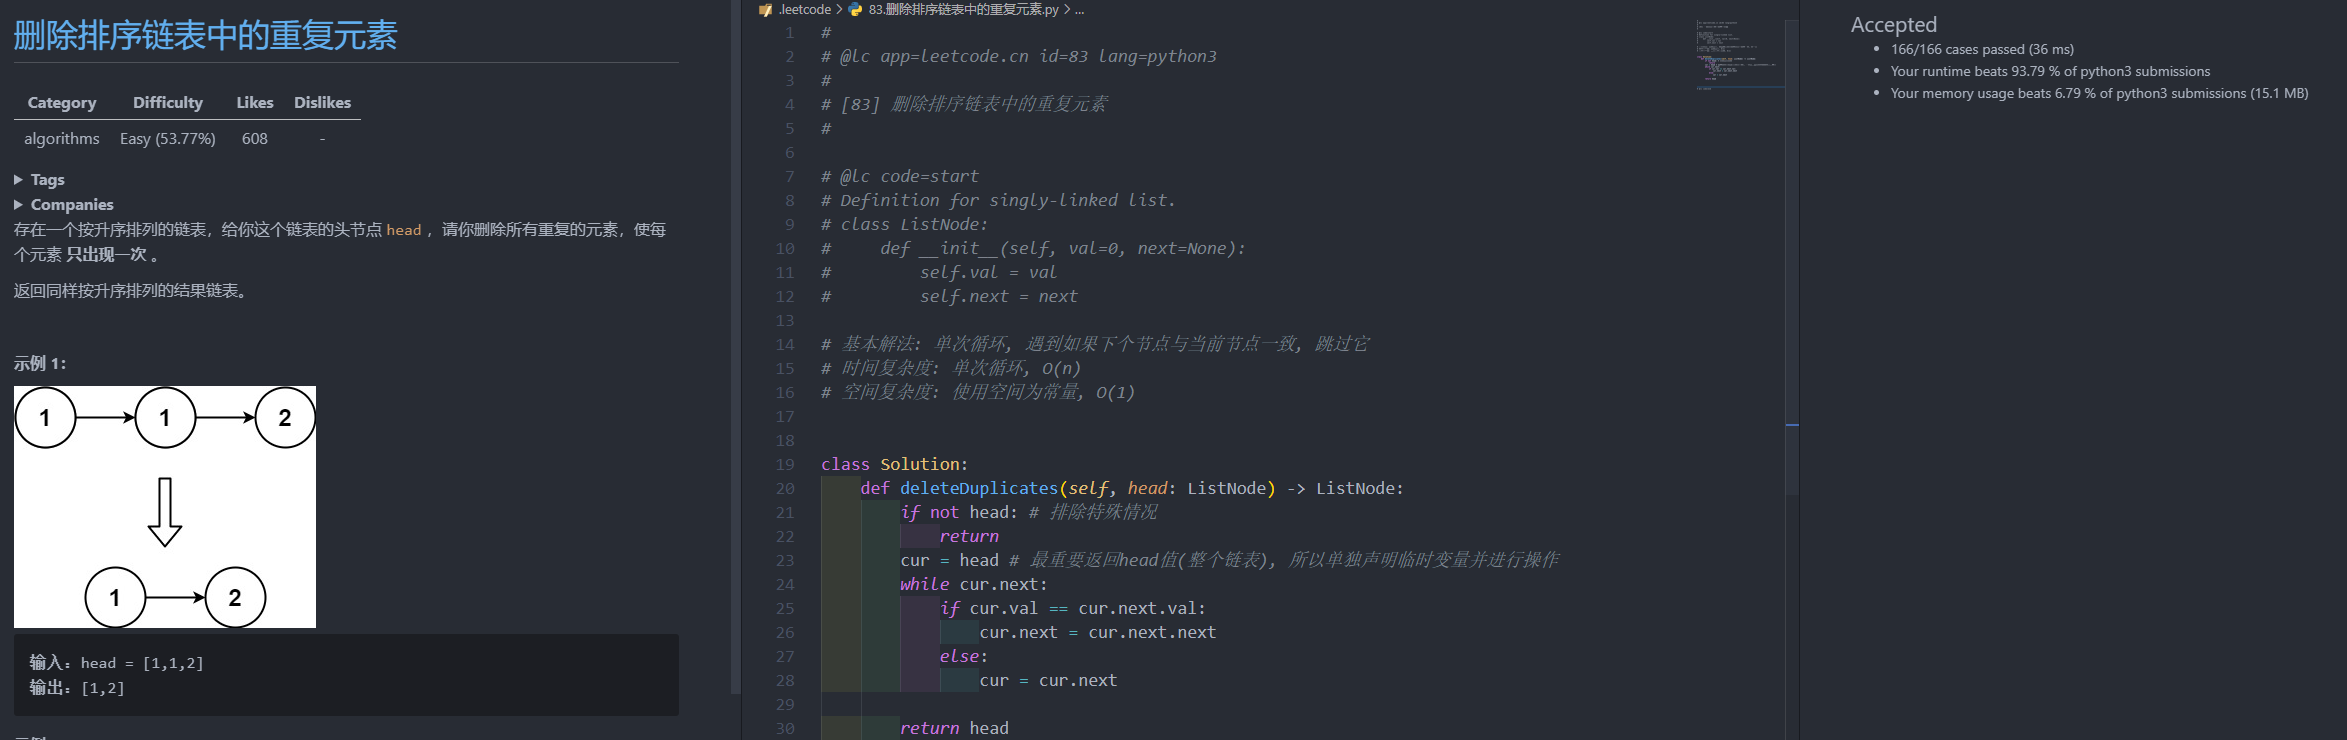 删除排序链表中的重复元素
Category Difficulty Likes Dislikes
algorithms Easy (53.77%) 608 -
▶ Tags
▶ Companies
存在一个按升序排列的链表，给你这个链表的头节点 head ，请你删除所有重复的元素，使每
个元素 只出现一次 。
返回同样按升序排列的结果链表。
示例 1：
1 1 2
1 2
输入：head = [1,1,2]
输出：[1,2]
.leetcode > 83.删除排序链表中的重复元素.py > ...
1 #
2 # @lc app=leetcode.cn id=83 lang=python3
3 #
4 # [83] 删除排序链表中的重复元素
5 #
6
7 # @lc code=start
8 # Definition for singly-linked list.
9 # class ListNode:
10 #     def __init__(self, val=0, next=None):
11 #         self.val = val
12 #         self.next = next
13
14 # 基本解法: 单次循环, 遇到如果下个节点与当前节点一致, 跳过它
15 # 时间复杂度: 单次循环, O(n)
16 # 空间复杂度: 使用空间为常量, O(1)
17
18
19 class Solution:
20     def deleteDuplicates(self, head: ListNode) -> ListNode:
21         if not head: # 排除特殊情况
22             return
23         cur = head # 最重要返回head值(整个链表), 所以单独声明临时变量并进行操作
24         while cur.next:
25             if cur.val == cur.next.val:
26                 cur.next = cur.next.next
27             else:
28                 cur = cur.next
29
30         return head
Accepted
• 166/166 cases passed (36 ms)
• Your runtime beats 93.79 % of python3 submissions
• Your memory usage beats 6.79 % of python3 submissions (15.1 MB)